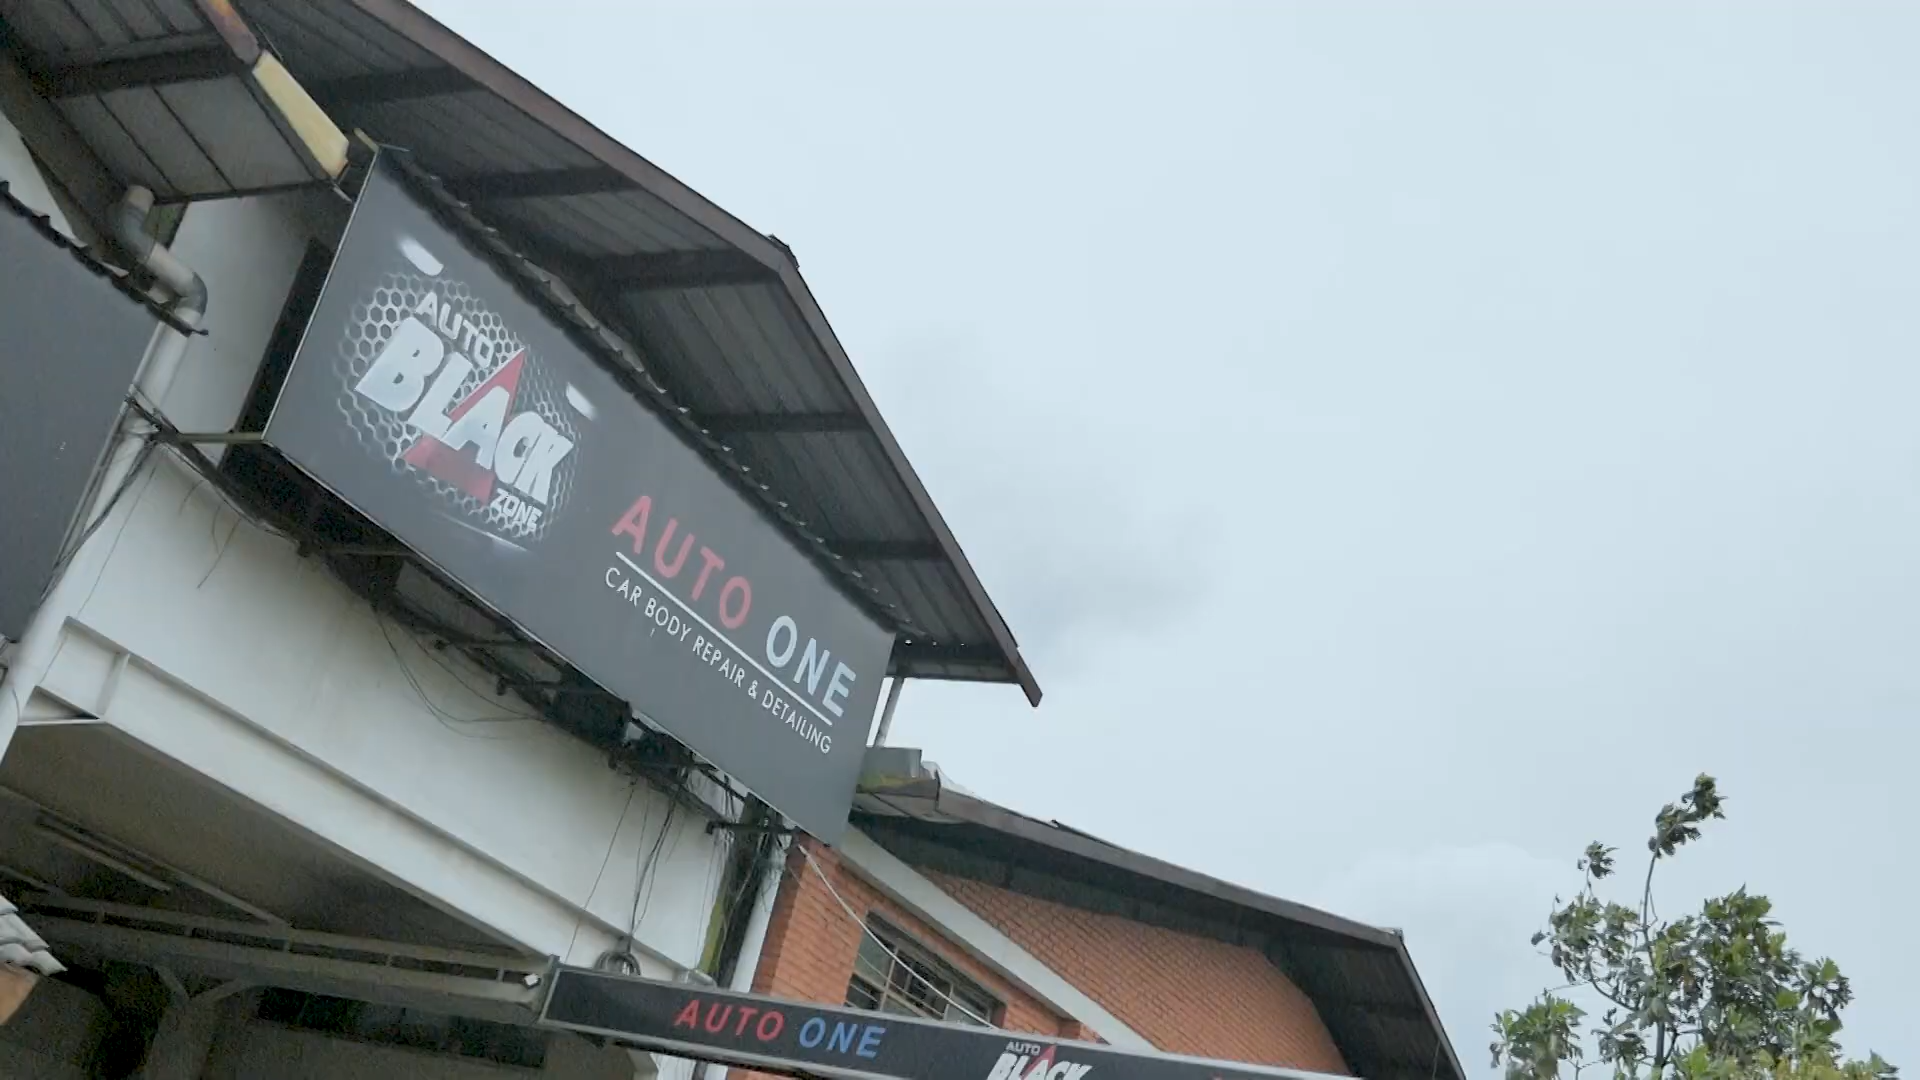 AUTO
BLACK
ZONE
AUTO ONE
CAR BODY REPAIR & DETAILING
AUTO ONE
AUTO
BLACK